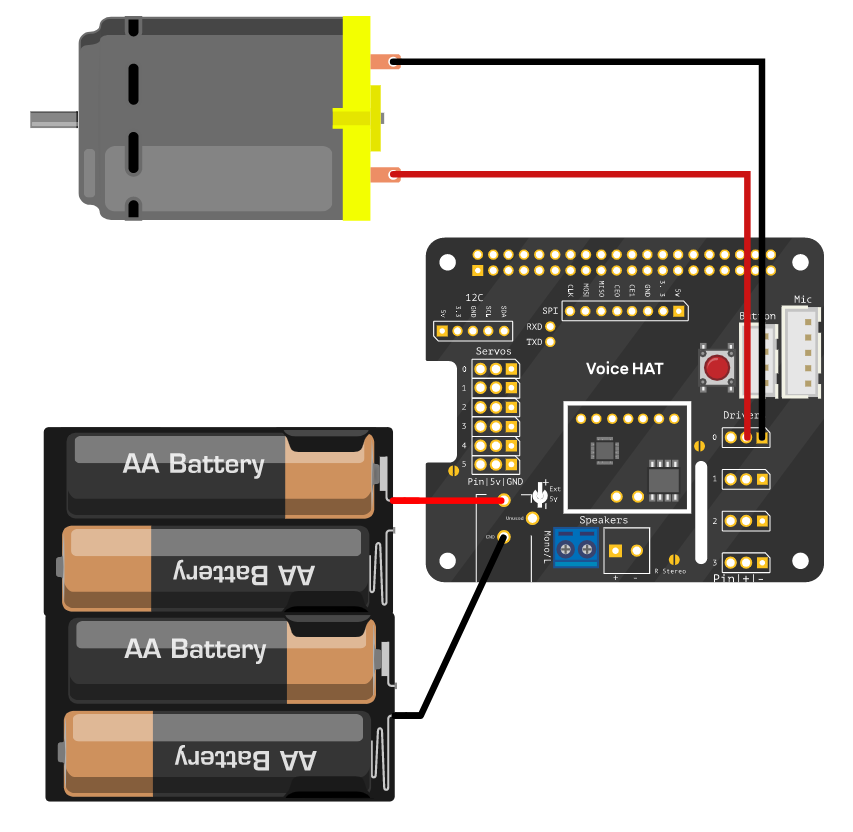 Mic
Button
12C
5v
3.3
GND
SCL
SDA
SPI
CLK
MOSI
MISO
CEO
CE1
GND
3.3
5v
RXD
TXD
Servos
0
1
2
3
4
5
Pin|5v|GND
Voice HAT
Driver
0
1
2
3
Pin|+|-
+
Ext
5v
Unused
GND
Speakers
Mono/L
R Stereo
+ -
AA Battery
AA Battery
AA Battery
AA Battery